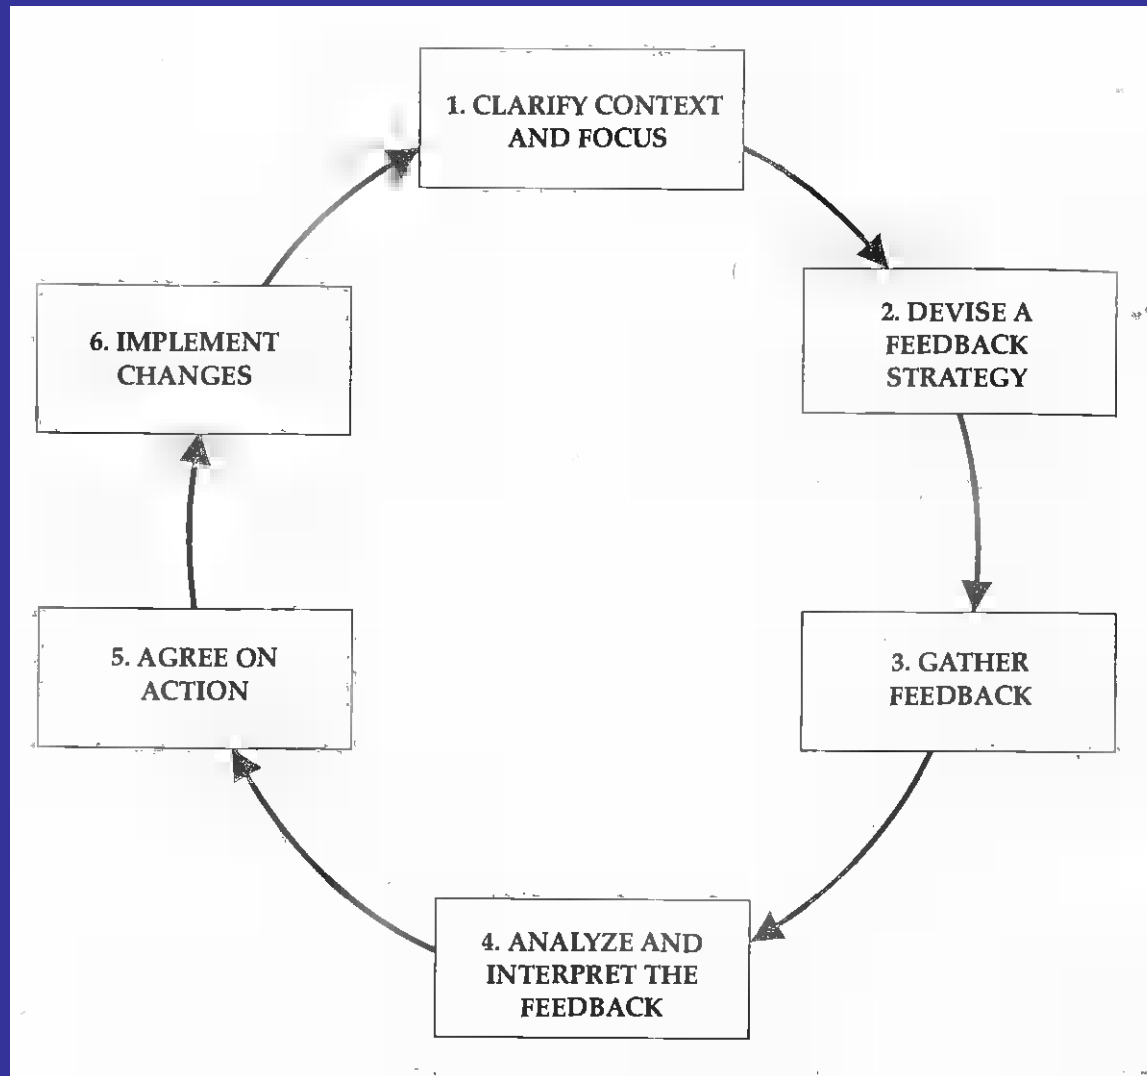 1. CLARIFY CONTEXT
AND FOCUS
2. DEVISE A
FEEDBACK
STRATEGY
3. GATHER
FEEDBACK
4. ANALYZE AND
INTERPRET THE
FEEDBACK
5. AGREE ON
ACTION
6. IMPLEMENT
CHANGES